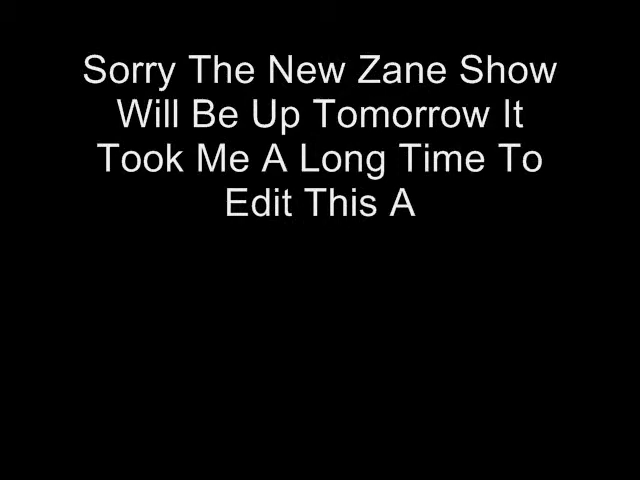 Sorry The New Zane Show
Will Be Up Tomorrow It
Took Me A Long Time To
Edit This A